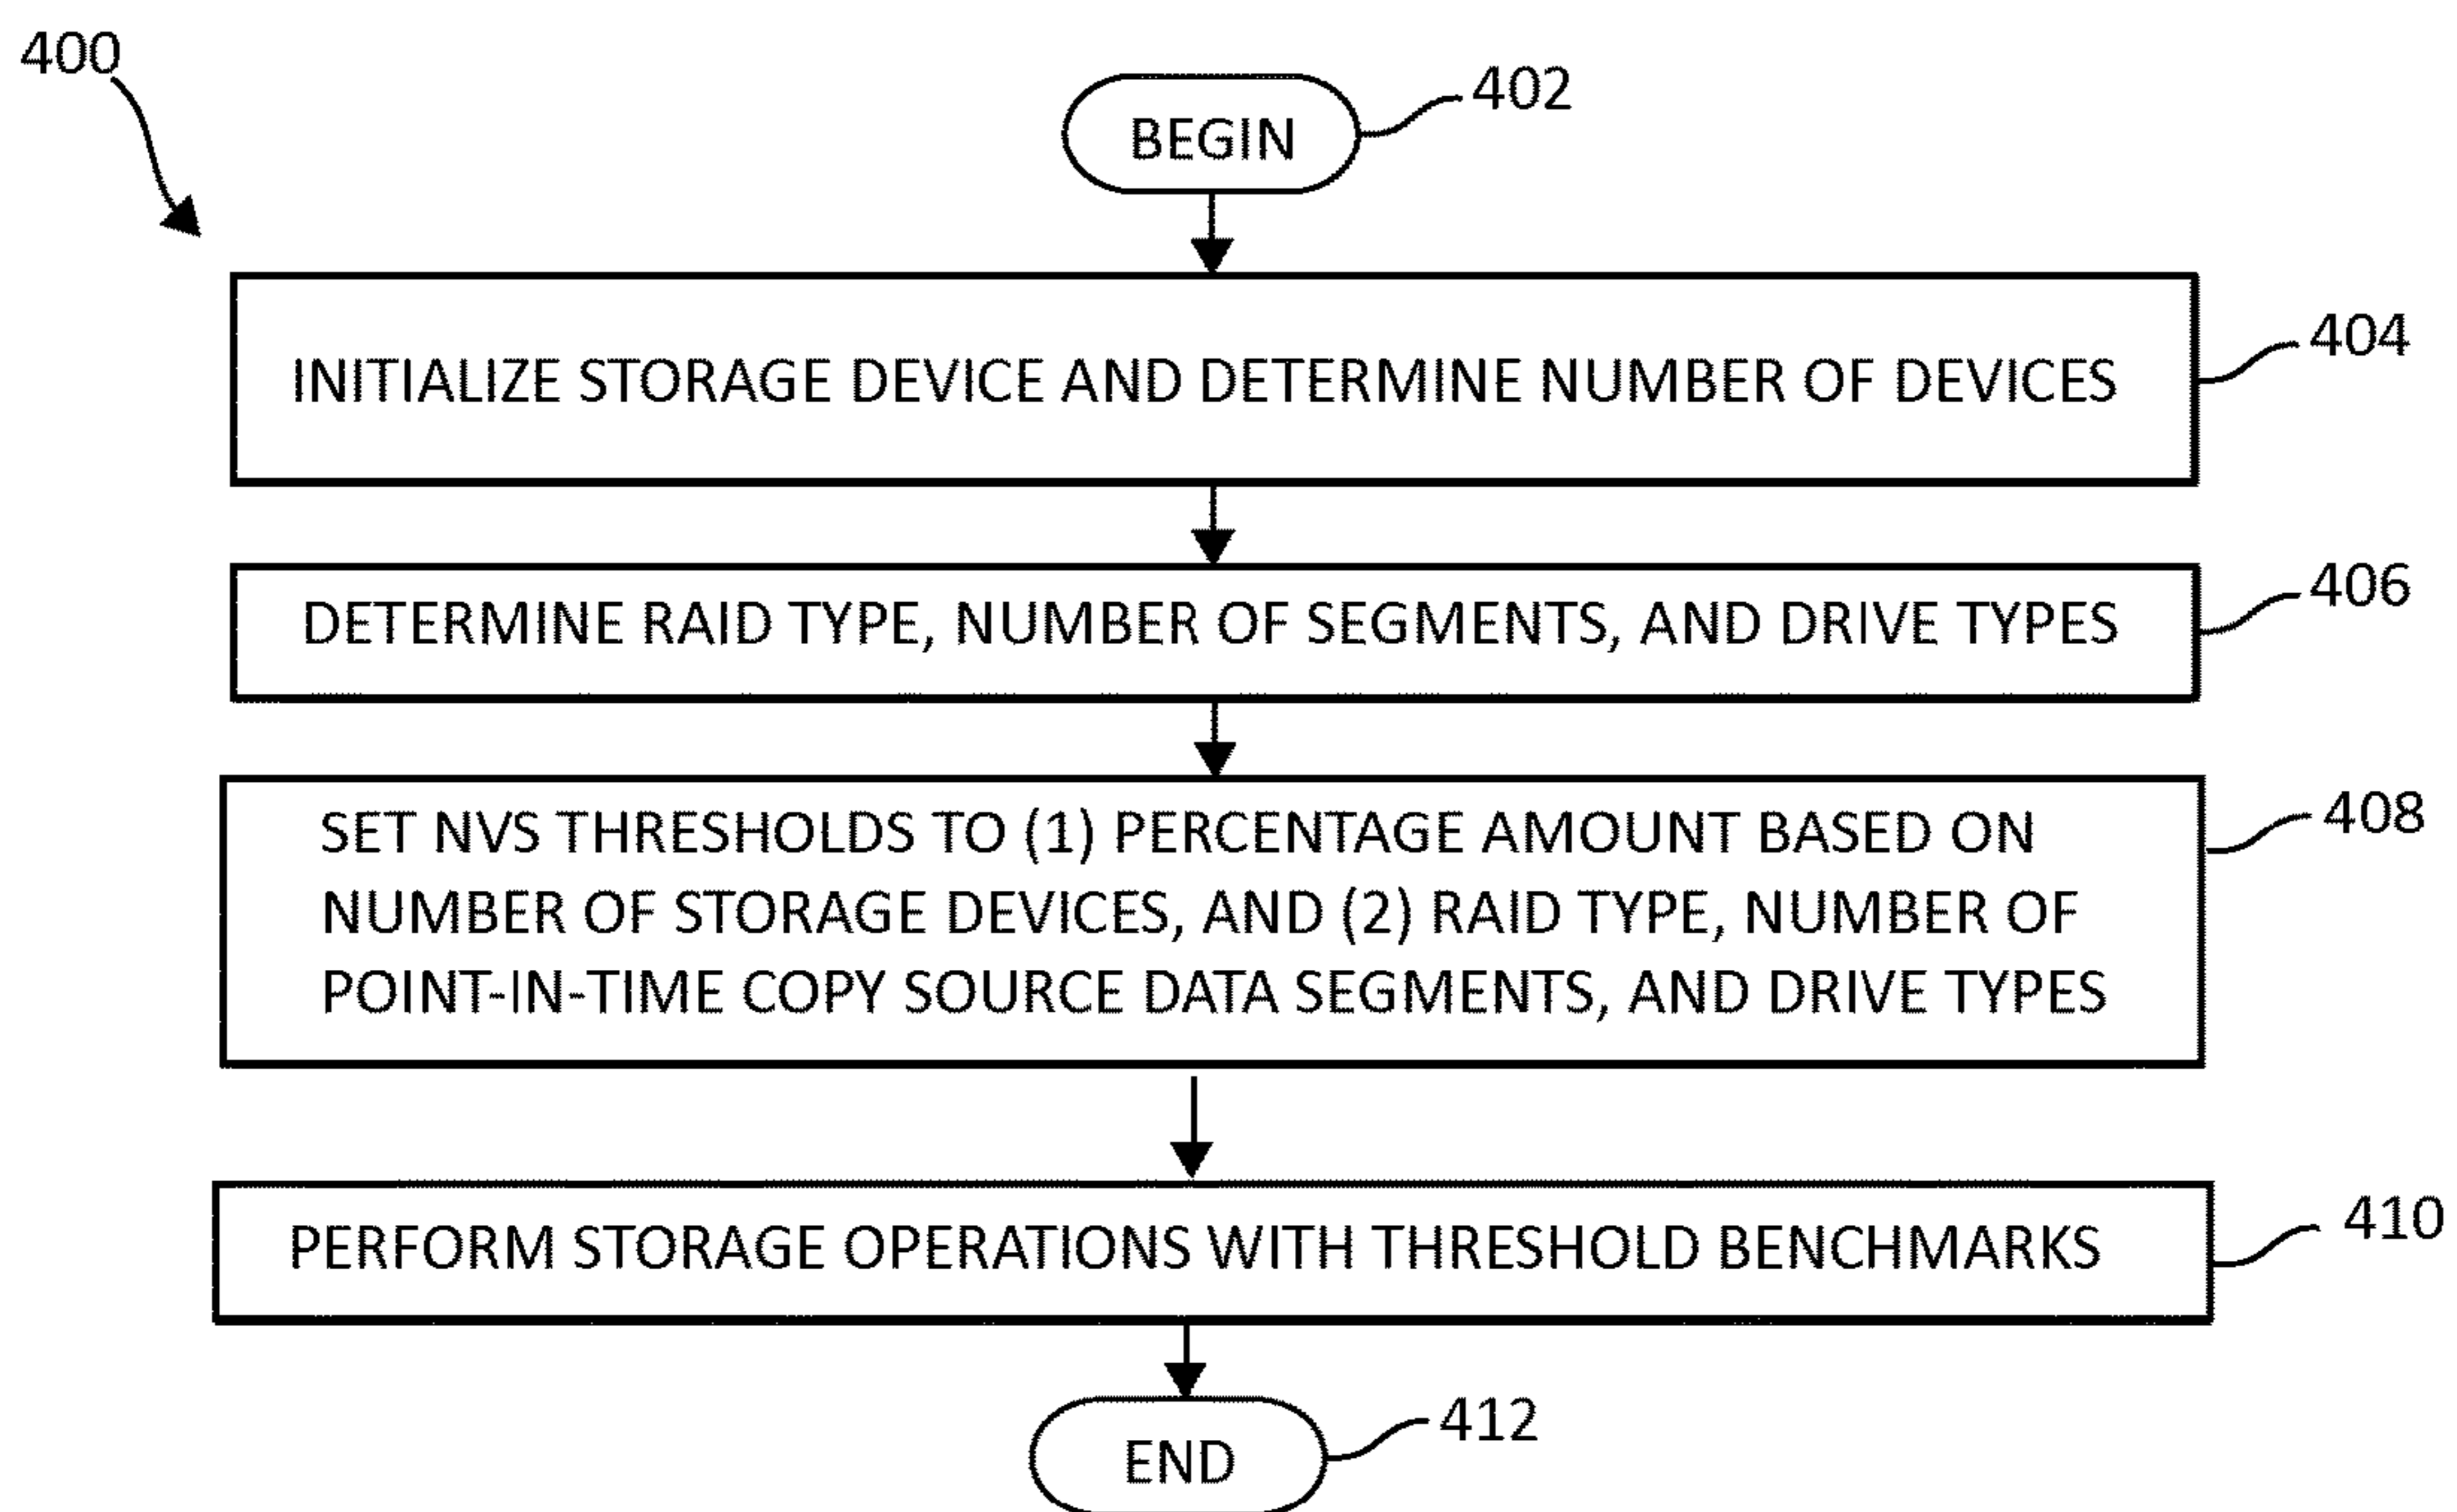 400
BEGIN
402
INITIALIZE STORAGE DEVICE AND DETERMINE NUMBER OF DEVICES
404
DETERMINE RAID TYPE, NUMBER OF SEGMENTS, AND DRIVE TYPES
406
SET NVS THRESHOLDS TO (1) PERCENTAGE AMOUNT BASED ON
NUMBER OF STORAGE DEVICES, AND (2) RAID TYPE, NUMBER OF
POINT-IN-TIME COPY SOURCE DATA SEGMENTS, AND DRIVE TYPES
408
PERFORM STORAGE OPERATIONS WITH THRESHOLD BENCHMARKS
410
END
412